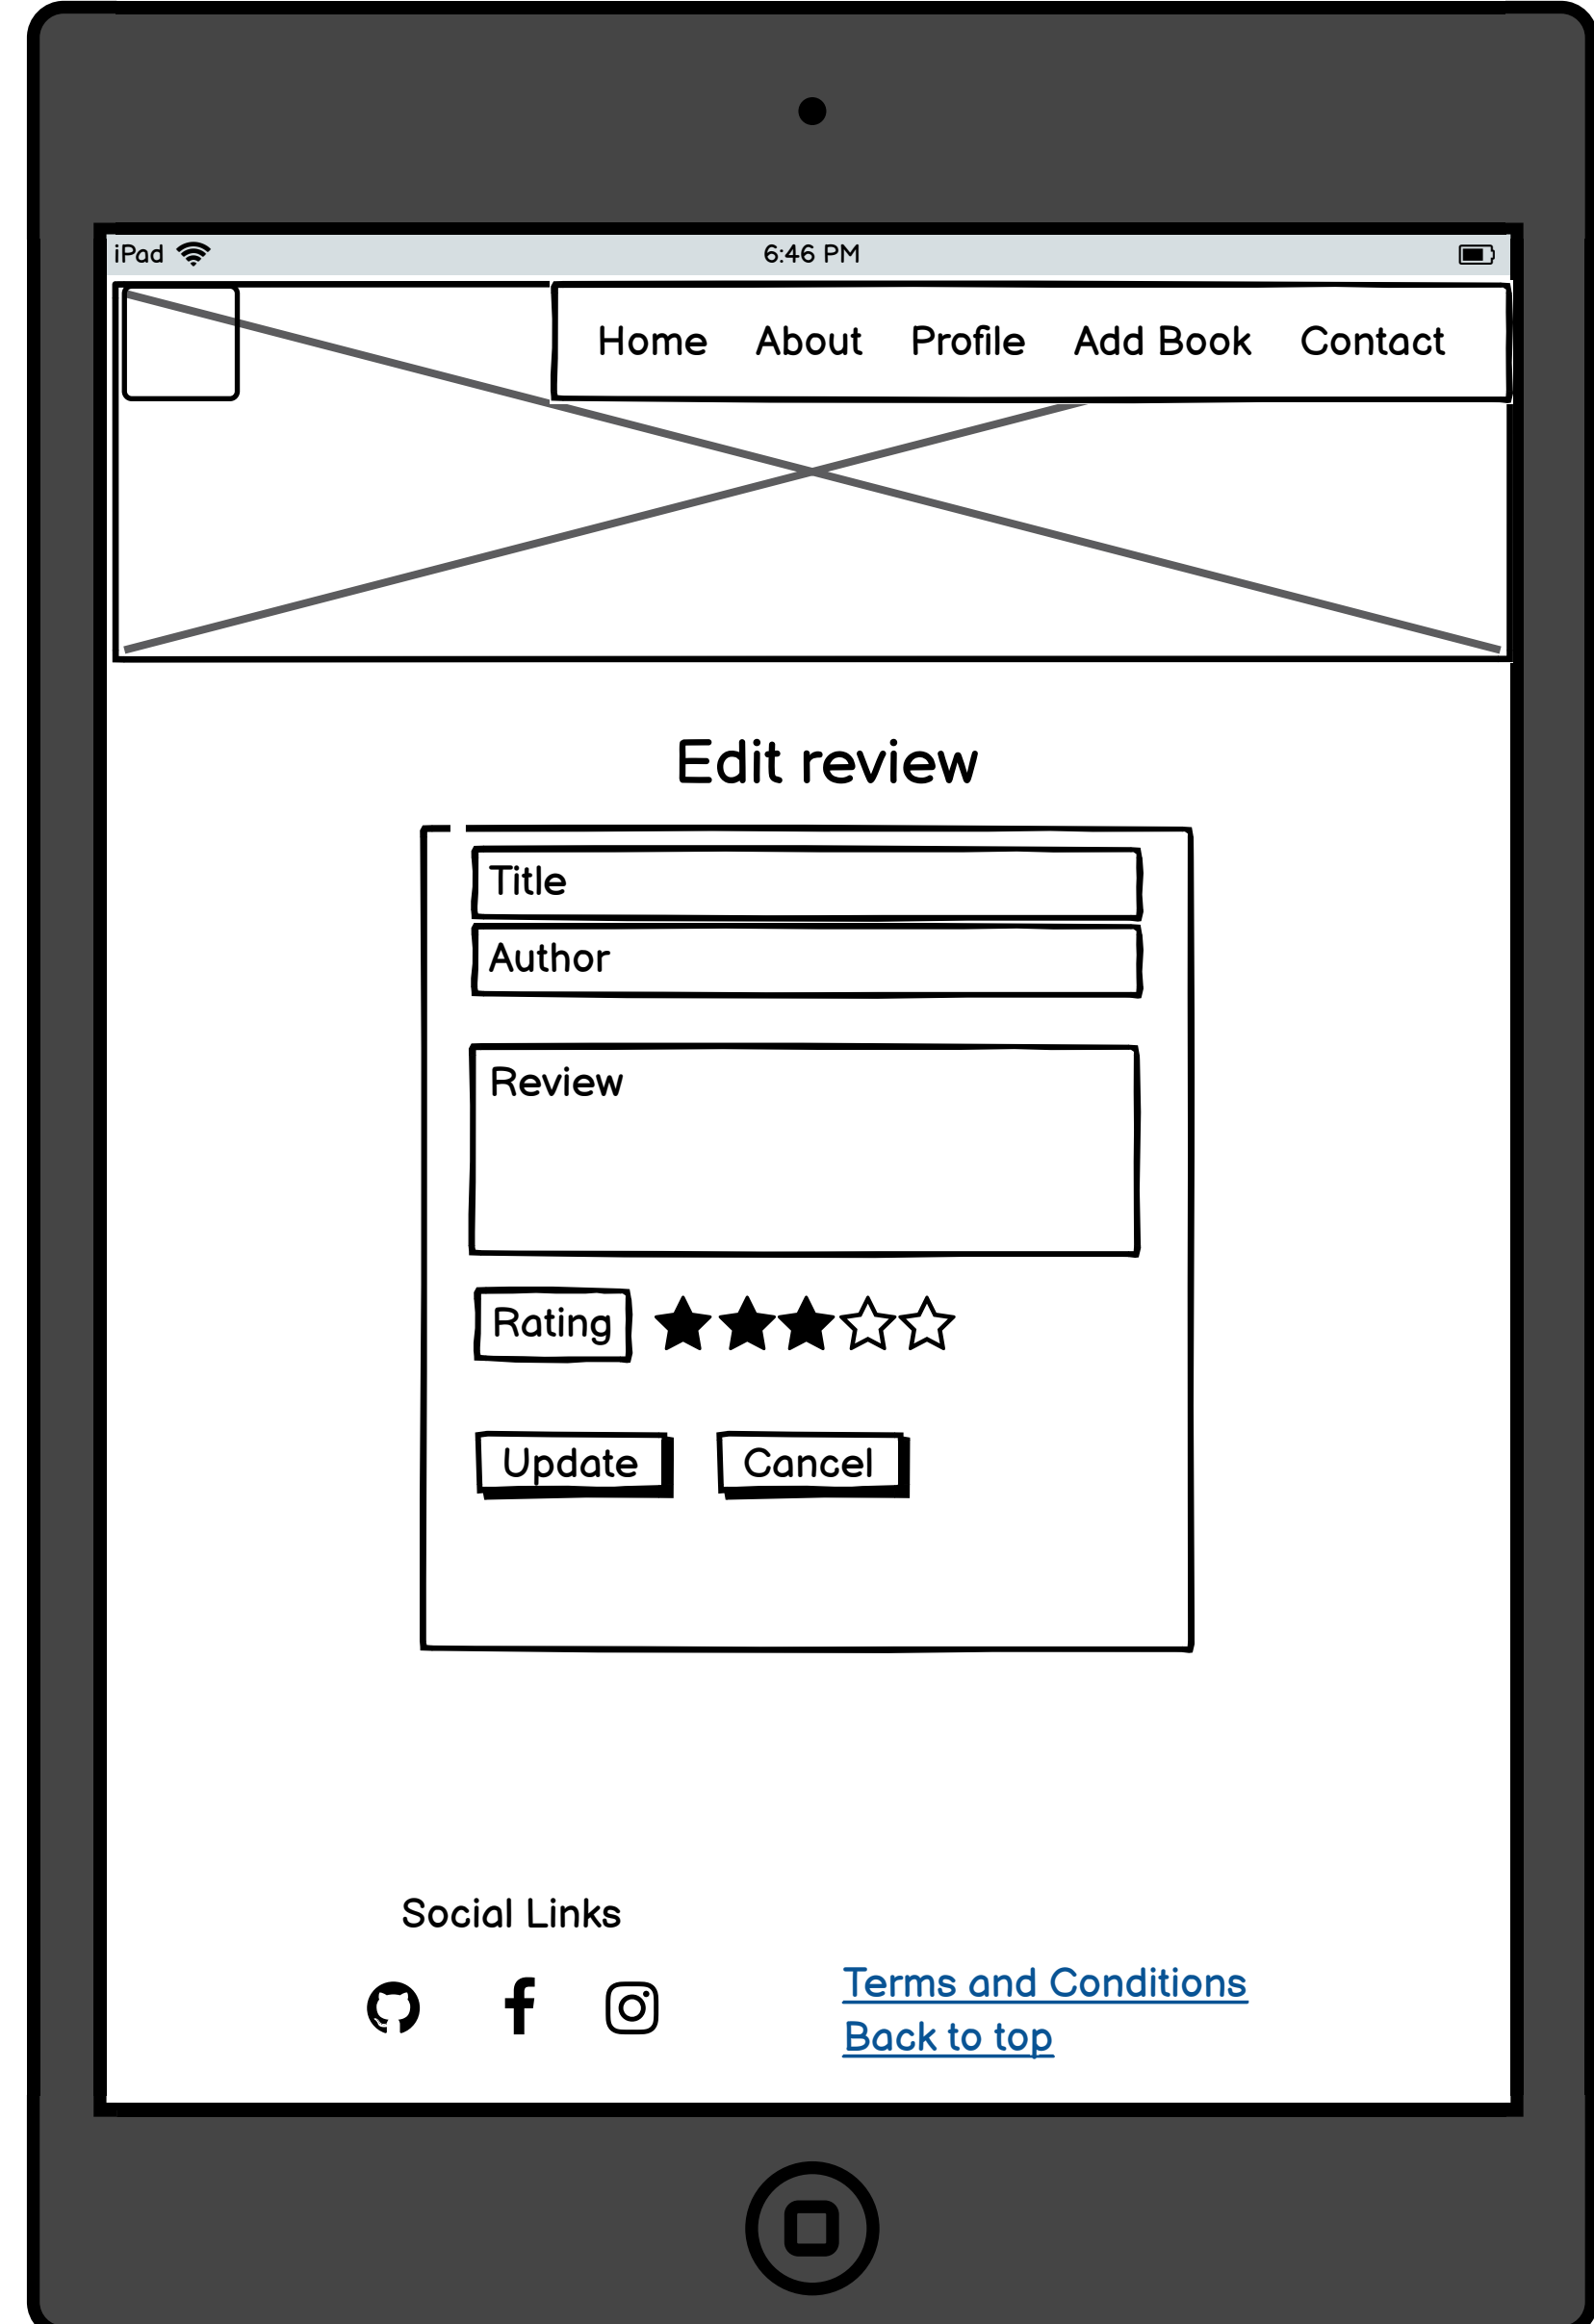 iPad 6:46 PM
Home About Profile Add Book Contact
Edit review
Title
Author
Review
Rating
Update Cancel
Social Links
Terms and Conditions
Back to top